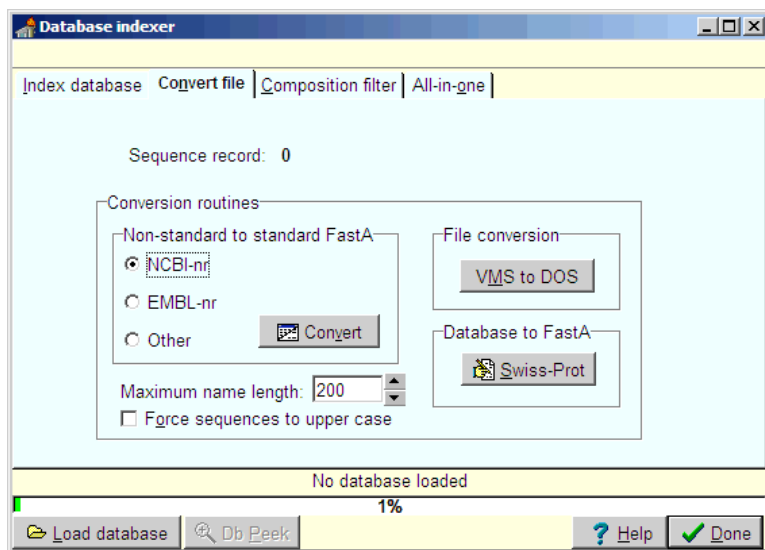 Database indexer
Index database Convert file Composition filter All-in-one
Sequence record: 0
Conversion routines
Non-standard to standard FastA
NCBI-nr
EMBL-nr
Other
Convert
File conversion
VMS to DOS
Database to FastA
Swiss-Prot
Maximum name length: 200
Force sequences to upper case
No database loaded
1%
Load database Db Peek ? Help Done